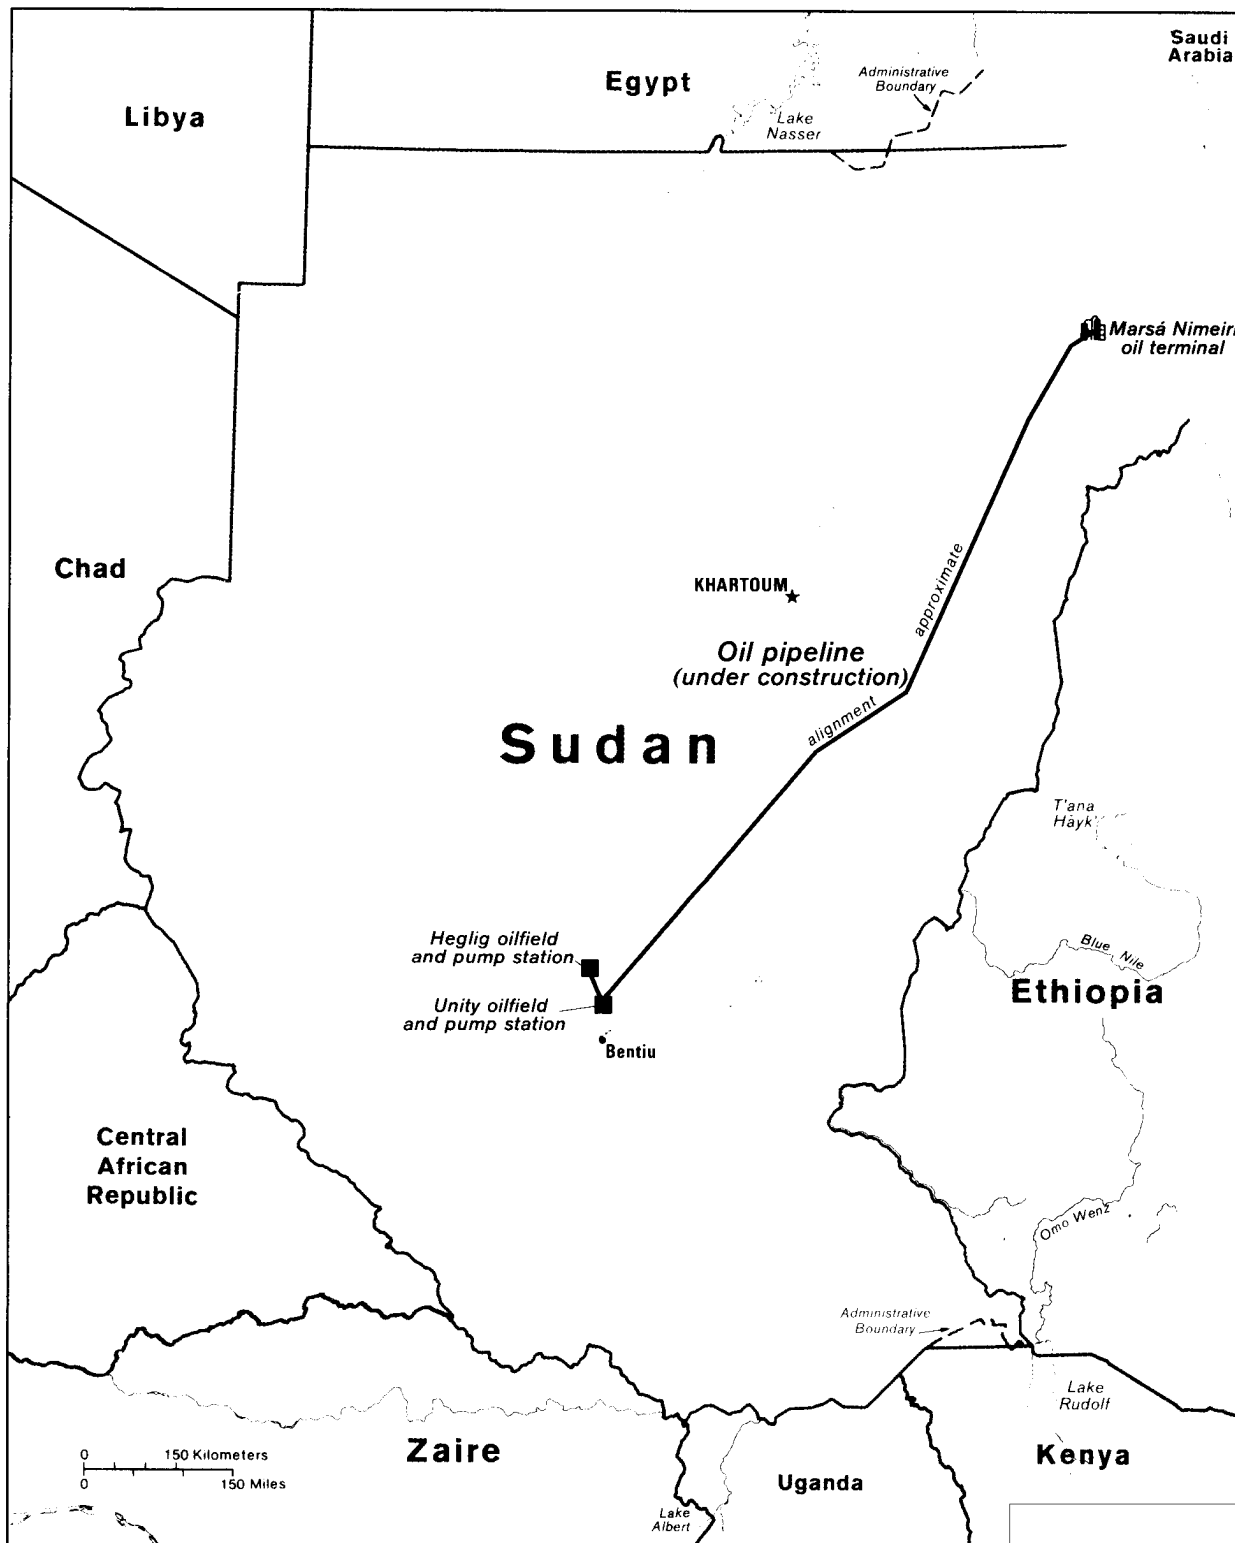 Saudi
Arabia
Egypt
Administrative
Boundary
Libya
Lake
Nasser
Marsá Nimeiri
oil terminal
Chad
KHARTOUM
approximate
Oil pipeline
(under construction)
alignment
Sudan
T'ana
Hāyk'
Heglig oilfield
and pump station
Blue Nile
Ethiopia
Unity oilfield
and pump station
Bentiu
Central
African
Republic
Omo Wenz
Administrative
Boundary
Lake
Rudolf
Zaire
Kenya
0 150 Kilometers
0 150 Miles
Uganda
Lake
Albert